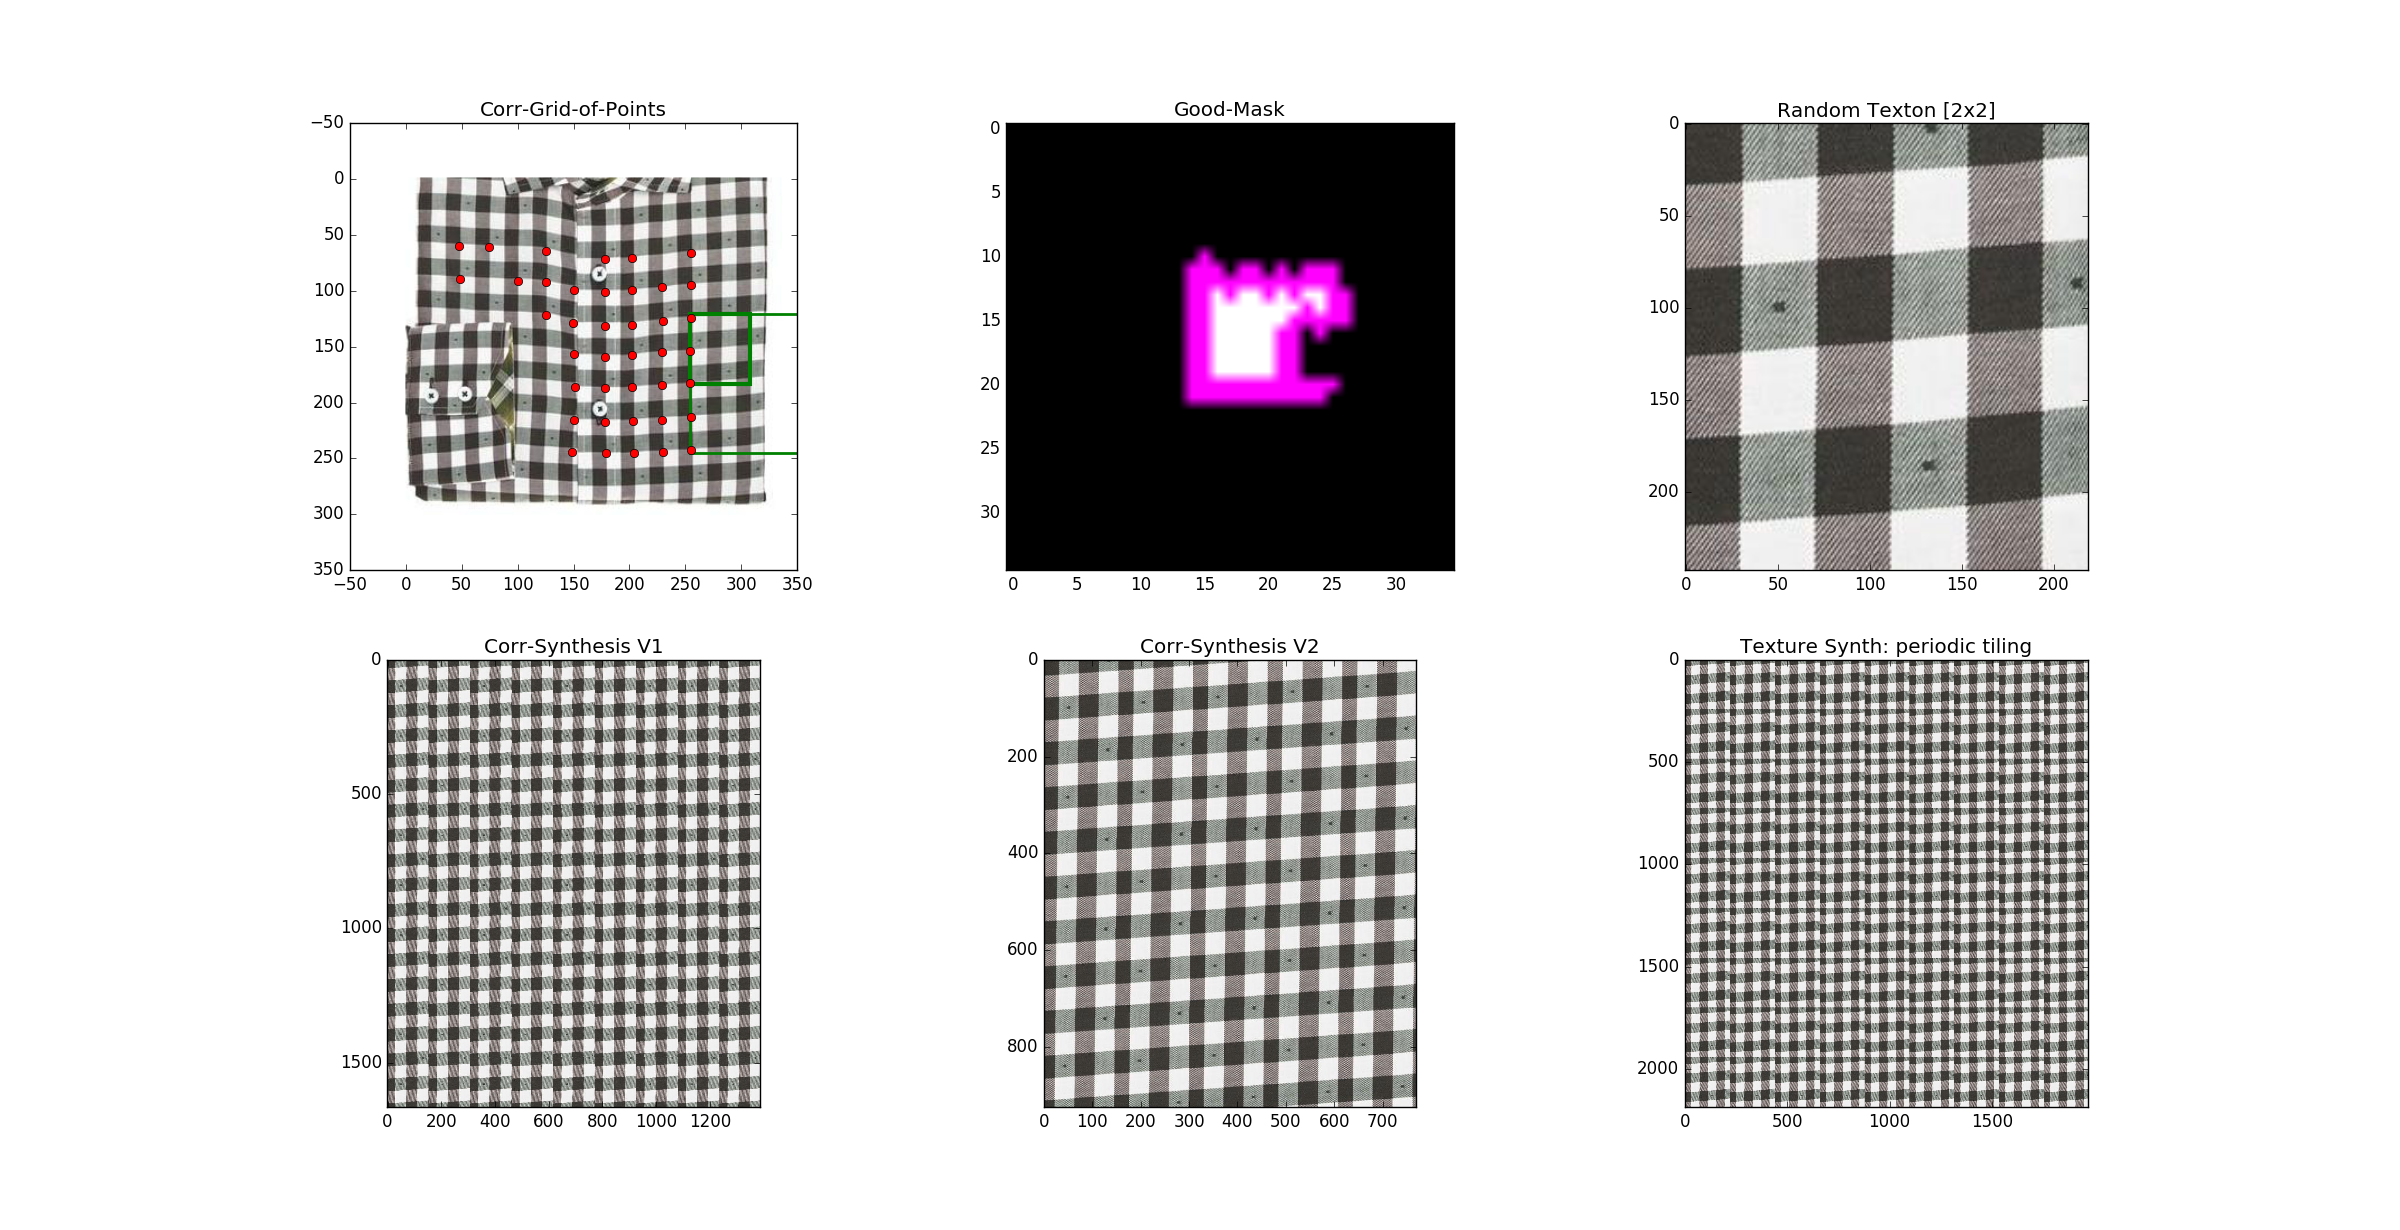 Corr-Grid-of-Points
−50
0
50
100
150
200
250
300
350
−50 0 50 100 150 200 250 300 350
Good-Mask
0
5
10
15
20
25
30
0 5 10 15 20 25 30
Random Texton [2x2]
0
50
100
150
200
0 50 100 150 200
Corr-Synthesis V1
0
500
1000
1500
0 200 400 600 800 1000 1200
Corr-Synthesis V2
0
200
400
600
800
0 100 200 300 400 500 600 700
Texture Synth: periodic tiling
0
500
1000
1500
2000
0 500 1000 1500